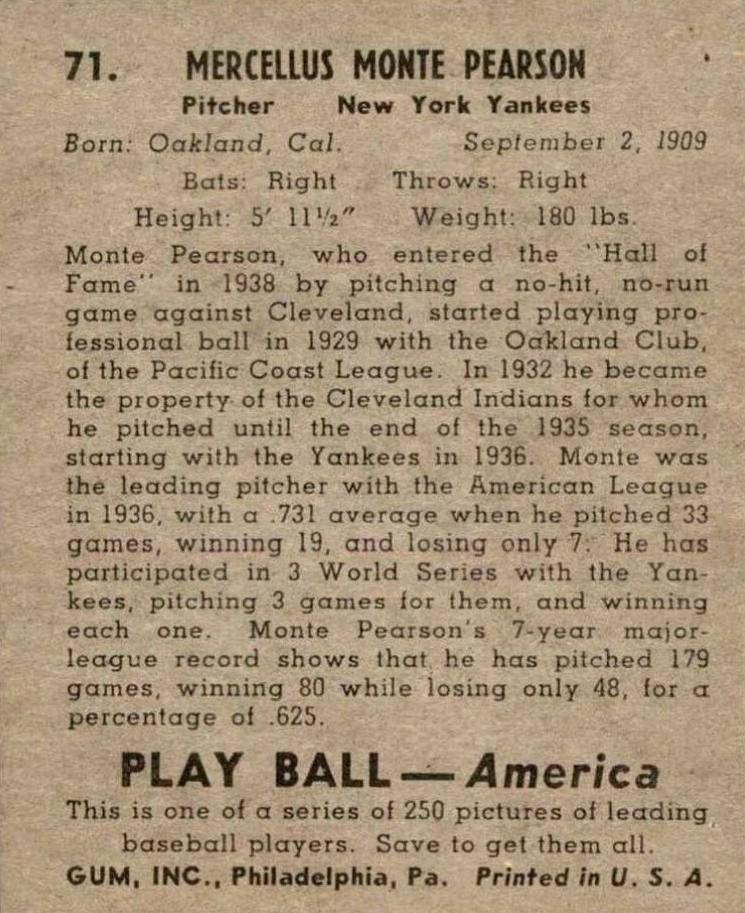 71. MERCELLUS MONTE PEARSON
Pitcher New York Yankees
Born: Oakland, Cal. September 2, 1909
Bats: Right Throws: Right
Height: 5′ 11½″ Weight: 180 lbs.
Monte Pearson, who entered the "Hall of
Fame" in 1938 by pitching a no-hit, no-run
game against Cleveland, started playing pro-
fessional ball in 1929 with the Oakland Club,
of the Pacific Coast League. In 1932 he became
the property of the Cleveland Indians for whom
he pitched until the end of the 1935 season,
starting with the Yankees in 1936. Monte was
the leading pitcher with the American League
in 1936, with a .731 average when he pitched 33
games, winning 19, and losing only 7. He has
participated in 3 World Series with the Yan-
kees, pitching 3 games for them, and winning
each one. Monte Pearson's 7-year major-
league record shows that he has pitched 179
games, winning 80 while losing only 48, for a
percentage of .625.
PLAY BALL — America
This is one of a series of 250 pictures of leading
baseball players. Save to get them all.
GUM, INC., Philadelphia, Pa. Printed in U. S. A.